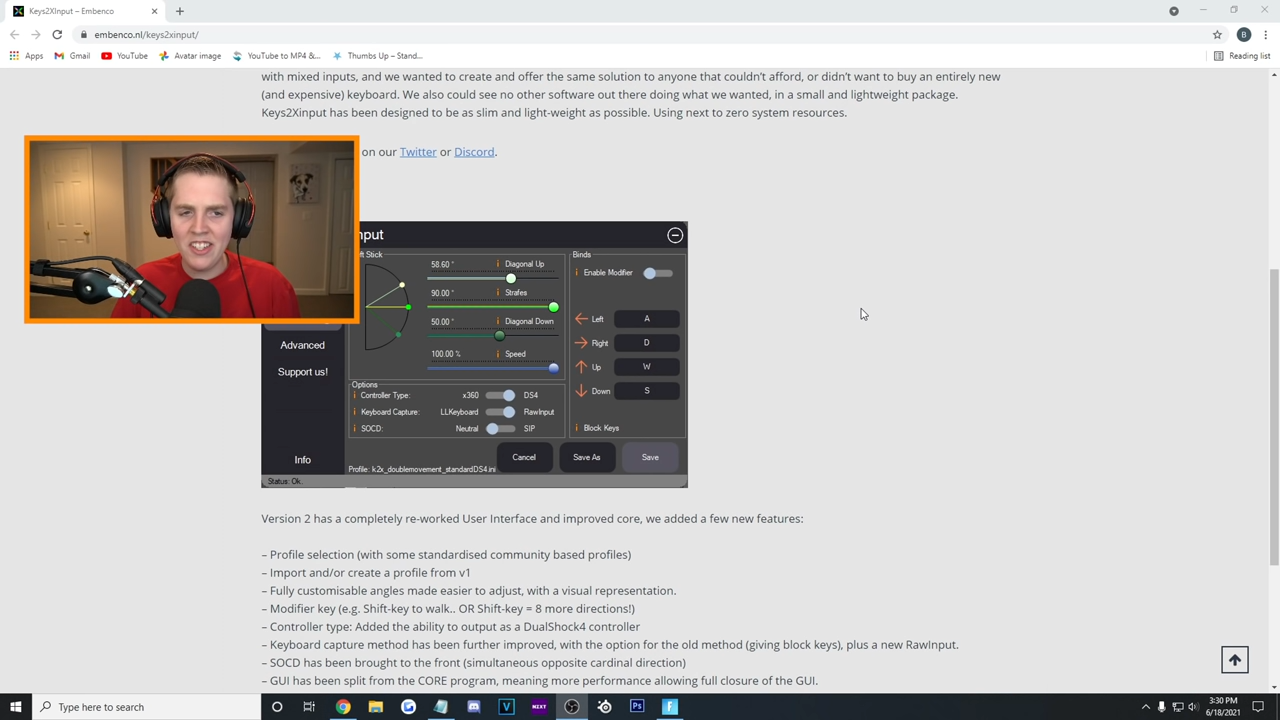 Keys2XInput – Embenco
embenco.nl/keys2xinput/
B
Apps
Gmail
YouTube
Avatar image
YouTube to MP4 &...
Thumbs Up – Stand...
Reading list
with mixed inputs, and we wanted to create and offer the same solution to anyone that couldn't afford, or didn't want to buy an entirely new
(and expensive) keyboard. We also could see no other software out there doing what we wanted, in a small and lightweight package.
Keys2Xinput has been designed to be as slim and light-weight as possible. Using next to zero system resources.
on our Twitter or Discord.
nput
ft Stick
58.60 °
i
Diagonal Up
90.00 °
i
Strafes
50.00 °
i
Diagonal Down
100.00 %
i
Speed
Binds
i
Enable Modifier
Left
A
Right
D
Up
W
Down
S
i
Block Keys
Advanced
Support us!
Info
Options
i
Controller Type:
x360
DS4
i
Keyboard Capture:
LLKeyboard
RawInput
i
SOCD:
Neutral
SIP
Cancel
Save As
Save
Profile: k2x_doublemovement_standardDS4.ini
Status: Ok.
Version 2 has a completely re-worked User Interface and improved core, we added a few new features:
– Profile selection (with some standardised community based profiles)
– Import and/or create a profile from v1
– Fully customisable angles made easier to adjust, with a visual representation.
– Modifier key (e.g. Shift-key to walk.. OR Shift-key = 8 more directions!)
– Controller type: Added the ability to output as a DualShock4 controller
– Keyboard capture method has been further improved, with the option for the old method (giving block keys), plus a new RawInput.
– SOCD has been brought to the front (simultaneous opposite cardinal direction)
– GUI has been split from the CORE program, meaning more performance allowing full closure of the GUI.
Type here to search
V
NZXT
Ps
3:30 PM
6/18/2021